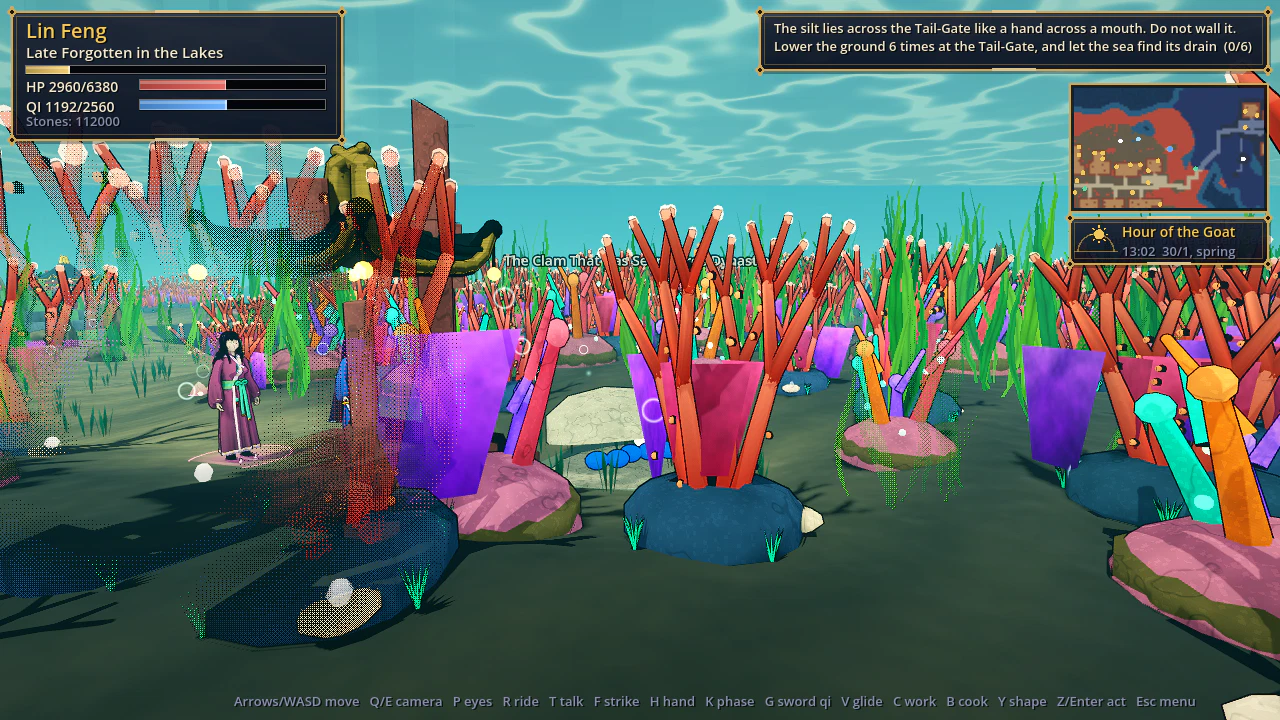 Lin Feng
Late Forgotten in the Lakes
HP 2960/6380
QI 1192/2560
Stones: 112000
The silt lies across the Tail-Gate like a hand across a mouth. Do not wall it.
Lower the ground 6 times at the Tail-Gate, and let the sea find its drain (0/6)
Hour of the Goat
13:02 30/1, spring
The Clam That
Arrows/WASD move Q/E camera P eyes R ride T talk F strike H hand K phase G sword qi V glide C work B cook Y shape Z/Enter act Esc menu